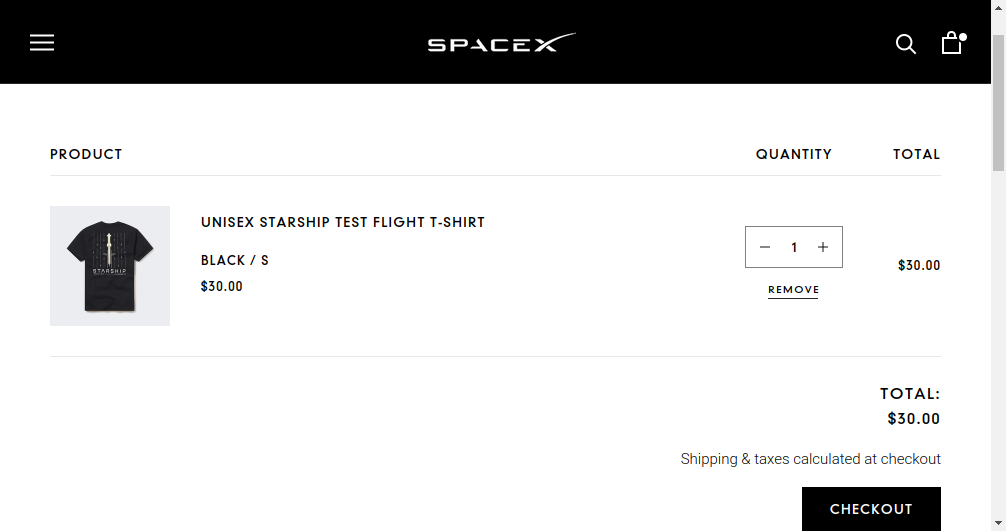 SPACEX
PRODUCT QUANTITY TOTAL
STARSHIP
UNISEX STARSHIP TEST FLIGHT T-SHIRT
BLACK / S
$30.00
1
REMOVE
$30.00
TOTAL:
$30.00
Shipping & taxes calculated at checkout
CHECKOUT